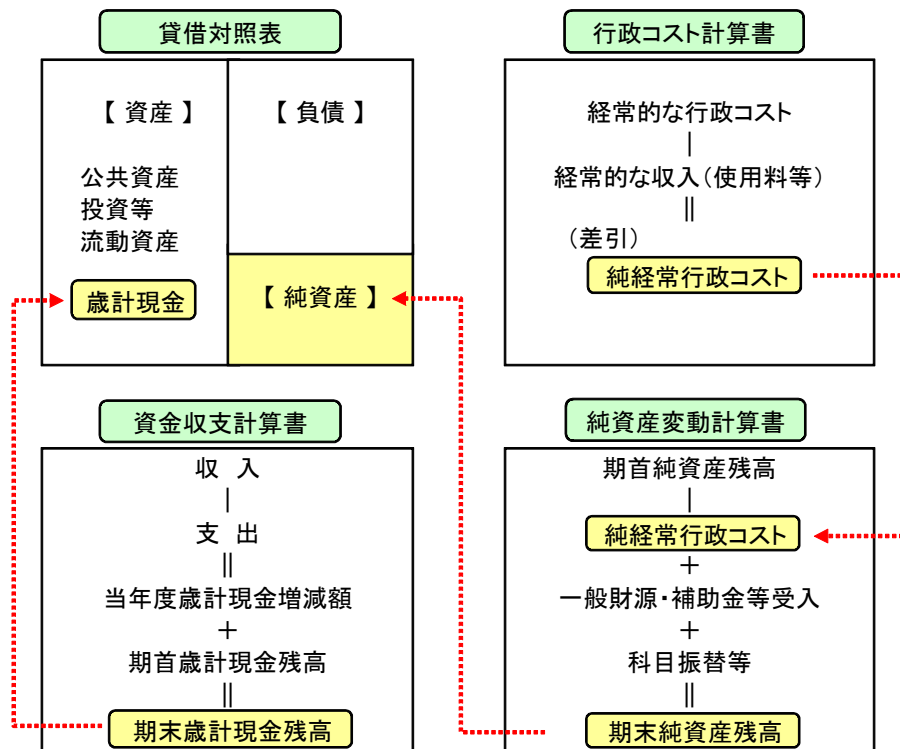 貸借対照表
【 資産 】
公共資産
投資等
流動資産
歳計現金
【 負債 】
【 純資産 】
行政コスト計算書
経常的な行政コスト
|
経常的な収入(使用料等)
||
(差引)
純経常行政コスト
資金収支計算書
収 入
|
支 出
||
当年度歳計現金増減額
+
期首歳計現金残高
||
期末歳計現金残高
純資産変動計算書
期首純資産残高
|
純経常行政コスト
+
一般財源・補助金等受入
+
科目振替等
||
期末純資産残高